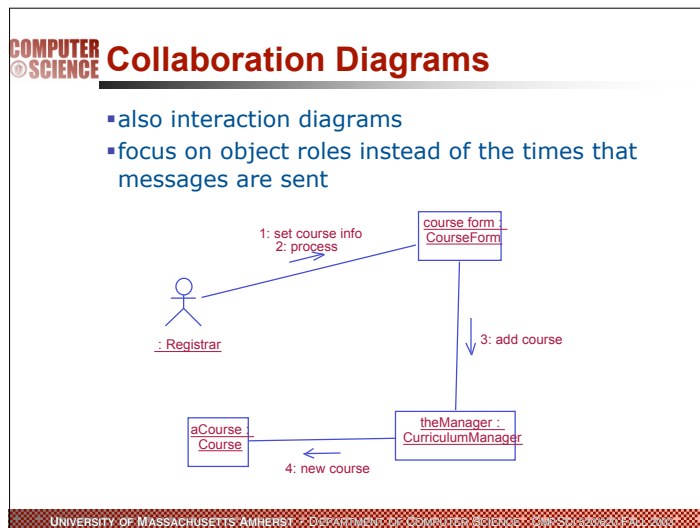 COMPUTER
SCIENCE
Collaboration Diagrams
▪also interaction diagrams
▪focus on object roles instead of the times that
messages are sent
1: set course info
2: process
course form :
CourseForm
: Registrar
3: add course
aCourse :
Course
theManager :
CurriculumManager
4: new course
UNIVERSITY OF MASSACHUSETTS AMHERST • DEPARTMENT OF COMPUTER SCIENCE